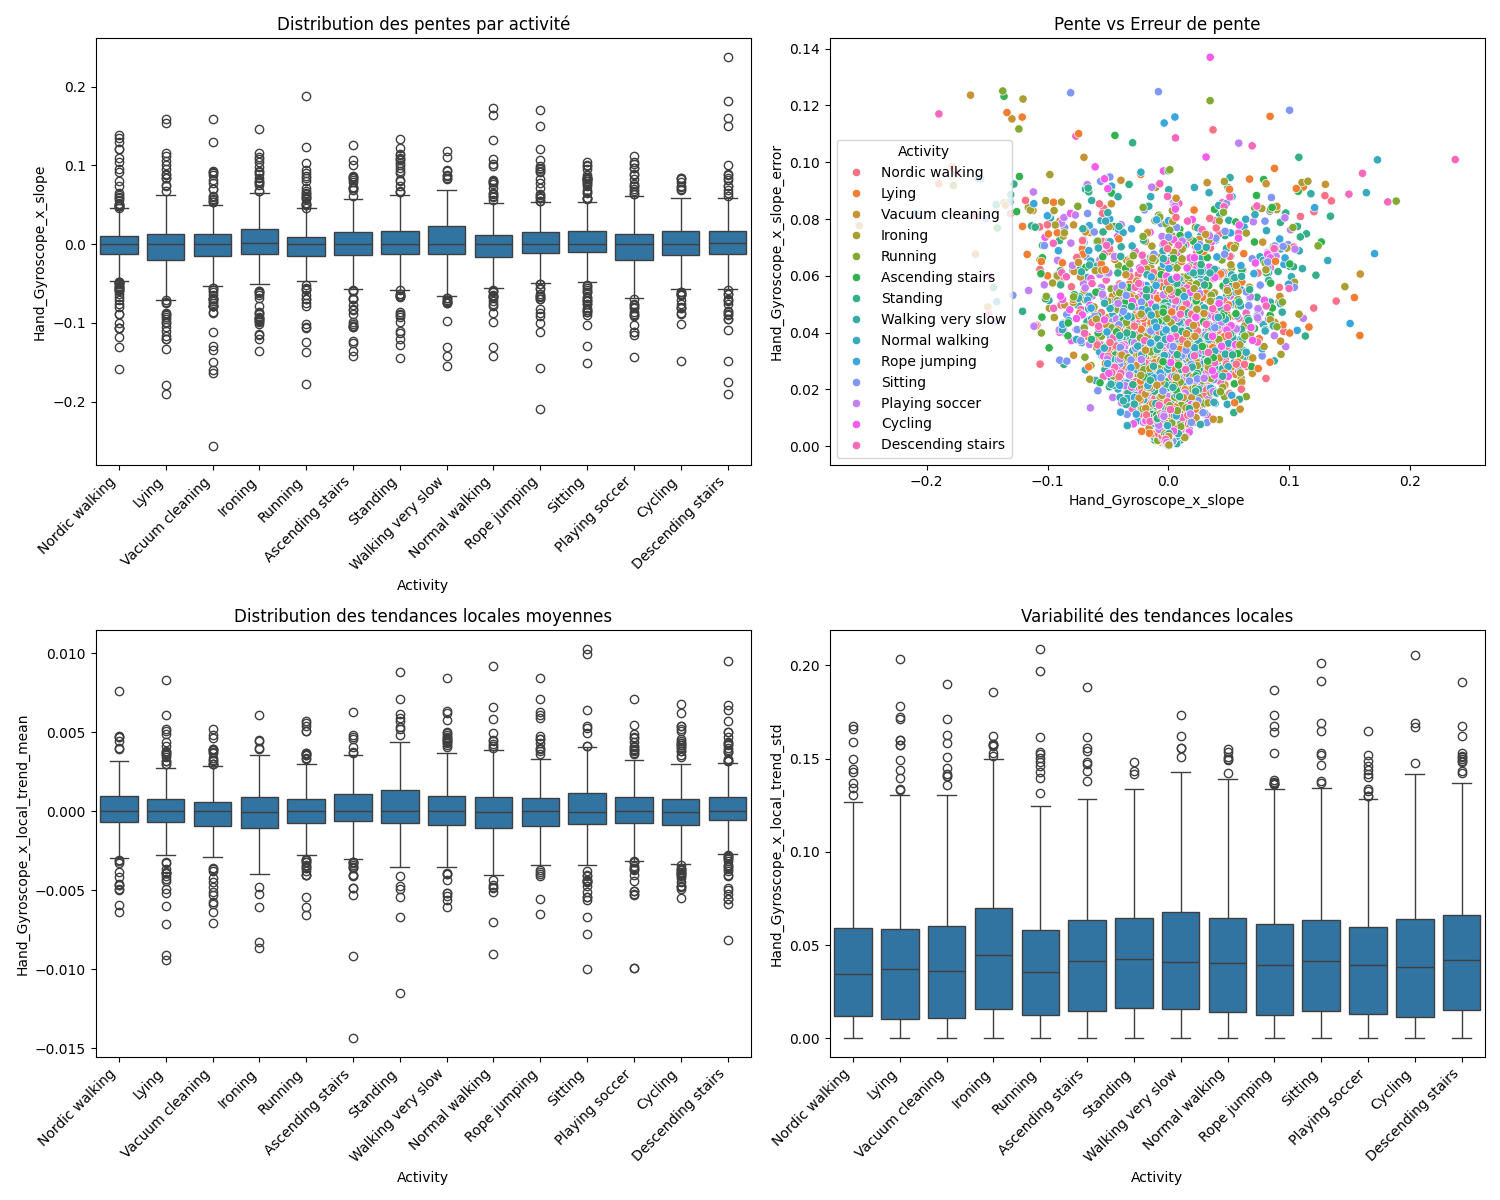 Distribution des pentes par activité
Hand_Gyroscope_x_slope
0.2
0.1
0.0
−0.1
−0.2
Nordic walking
Lying
Vacuum cleaning
Ironing
Running
Ascending stairs
Standing
Walking very slow
Normal walking
Rope jumping
Sitting
Playing soccer
Cycling
Descending stairs
Activity
Pente vs Erreur de pente
Hand_Gyroscope_x_slope_error
0.14
0.12
0.10
0.08
0.06
0.04
0.02
0.00
Activity
Nordic walking
Lying
Vacuum cleaning
Ironing
Running
Ascending stairs
Standing
Walking very slow
Normal walking
Rope jumping
Sitting
Playing soccer
Cycling
Descending stairs
−0.2
−0.1
0.0
0.1
0.2
Hand_Gyroscope_x_slope
Distribution des tendances locales moyennes
Hand_Gyroscope_x_local_trend_mean
0.010
0.005
0.000
−0.005
−0.010
−0.015
Nordic walking
Lying
Vacuum cleaning
Ironing
Running
Ascending stairs
Standing
Walking very slow
Normal walking
Rope jumping
Sitting
Playing soccer
Cycling
Descending stairs
Activity
Variabilité des tendances locales
Hand_Gyroscope_x_local_trend_std
0.20
0.15
0.10
0.05
0.00
Nordic walking
Lying
Vacuum cleaning
Ironing
Running
Ascending stairs
Standing
Walking very slow
Normal walking
Rope jumping
Sitting
Playing soccer
Cycling
Descending stairs
Activity